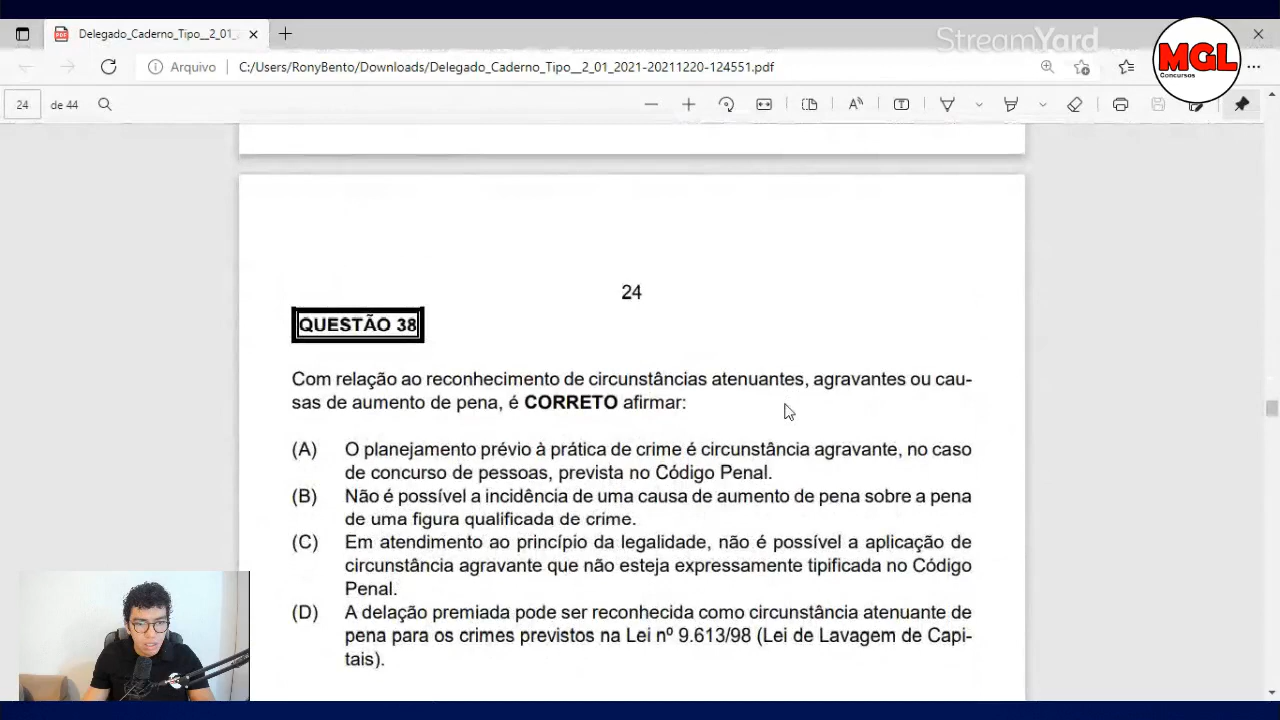 Delegado_Caderno_Tipo__2_01_2
StreamYard
MGL
Concursos
Arquivo
C:/Users/RonyBento/Downloads/Delegado_Caderno_Tipo__2_01_2021-20211220-124551.pdf
24
de 44
24
QUESTÃO 38
Com relação ao reconhecimento de circunstâncias atenuantes, agravantes ou cau-
sas de aumento de pena, é CORRETO afirmar:
(A) O planejamento prévio à prática de crime é circunstância agravante, no caso
de concurso de pessoas, prevista no Código Penal.
(B) Não é possível a incidência de uma causa de aumento de pena sobre a pena
de uma figura qualificada de crime.
(C) Em atendimento ao princípio da legalidade, não é possível a aplicação de
circunstância agravante que não esteja expressamente tipificada no Código
Penal.
(D) A delação premiada pode ser reconhecida como circunstância atenuante de
pena para os crimes previstos na Lei nº 9.613/98 (Lei de Lavagem de Capi-
tais).